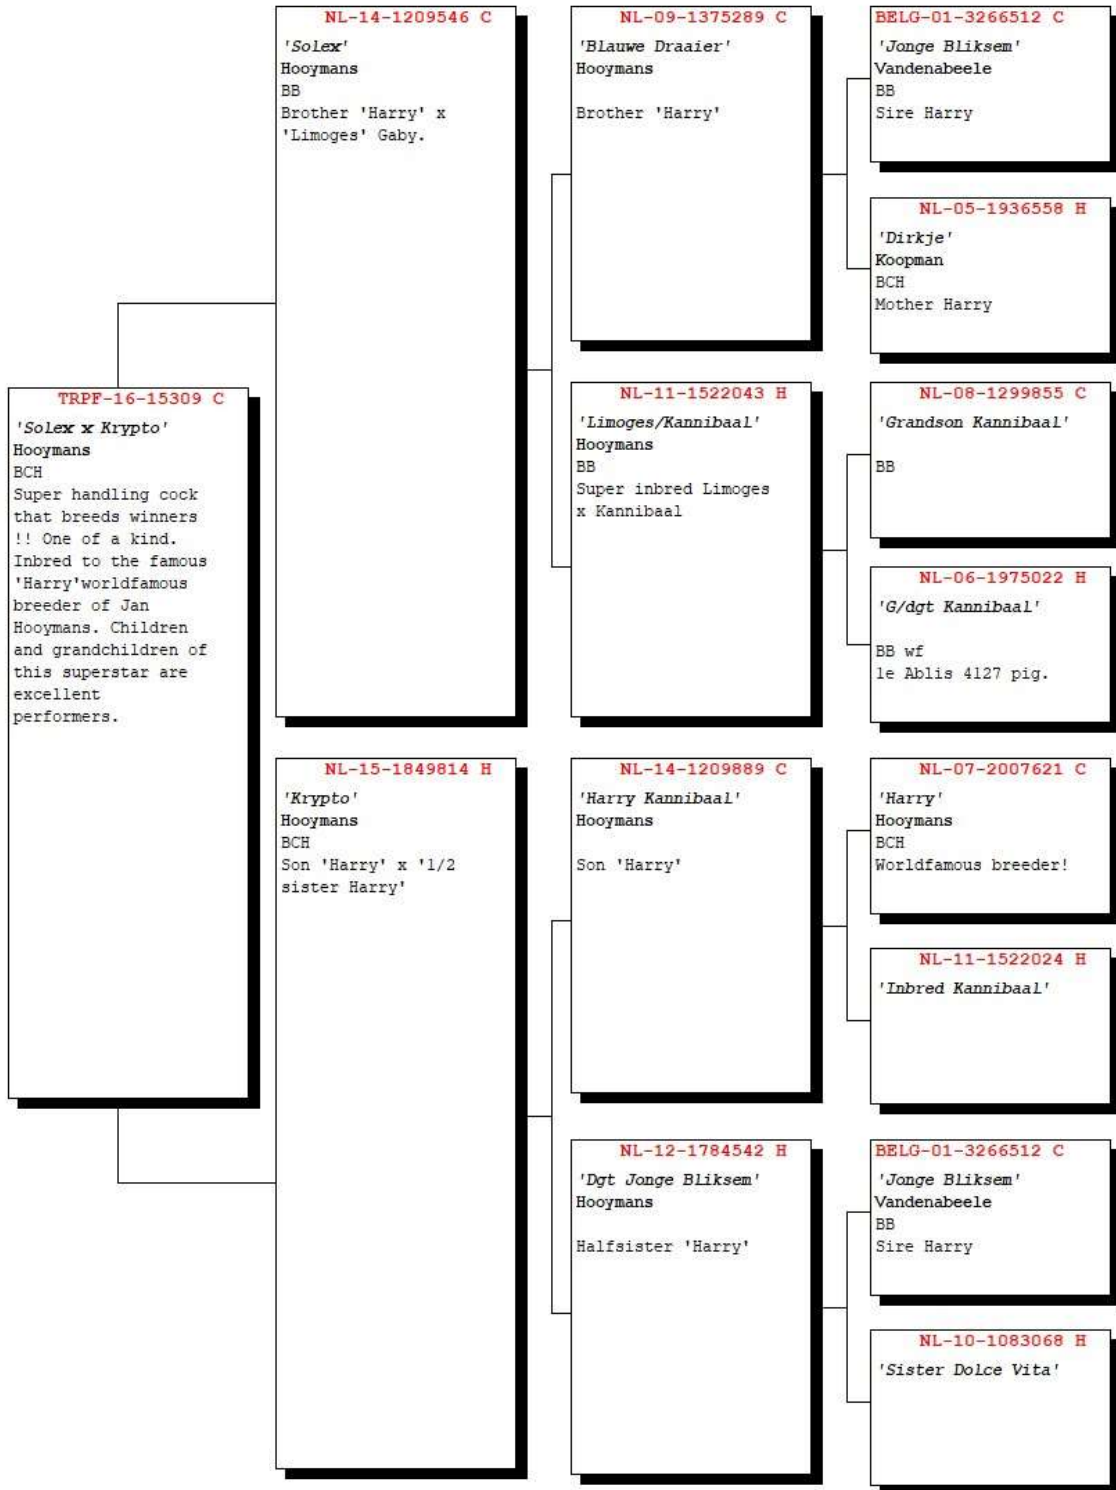 TRPF-16-15309 C
'Solex x Krypto'
Hooymans
BCH
Super handling cock
that breeds winners
!! One of a kind.
Inbred to the famous
'Harry'worldfamous
breeder of Jan
Hooymans. Children
and grandchildren of
this superstar are
excellent
performers.
NL-14-1209546 C
'Solex'
Hooymans
BB
Brother 'Harry' x
'Limoges' Gaby.
NL-15-1849814 H
'Krypto'
Hooymans
BCH
Son 'Harry' x '1/2
sister Harry'
NL-09-1375289 C
'Blauwe Draaier'
Hooymans
Brother 'Harry'
NL-11-1522043 H
'Limoges/Kannibaal'
Hooymans
BB
Super inbred Limoges
x Kannibaal
NL-14-1209889 C
'Harry Kannibaal'
Hooymans
Son 'Harry'
NL-12-1784542 H
'Dgt Jonge Bliksem'
Hooymans
Halfsister 'Harry'
BELG-01-3266512 C
'Jonge Bliksem'
Vandenabeele
BB
Sire Harry
NL-05-1936558 H
'Dirkje'
Koopman
BCH
Mother Harry
NL-08-1299855 C
'Grandson Kannibaal'
BB
NL-06-1975022 H
'G/dgt Kannibaal'
BB wf
1e Ablis 4127 pig.
NL-07-2007621 C
'Harry'
Hooymans
BCH
Worldfamous breeder!
NL-11-1522024 H
'Inbred Kannibaal'
BELG-01-3266512 C
'Jonge Bliksem'
Vandenabeele
BB
Sire Harry
NL-10-1083068 H
'Sister Dolce Vita'